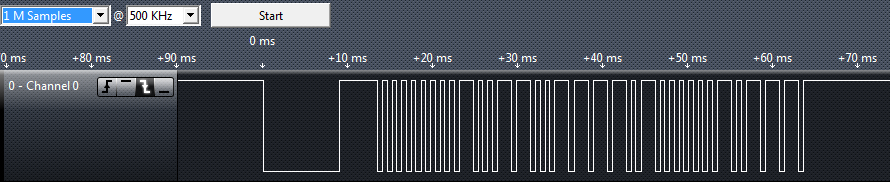 1 M Samples @ 500 KHz Start
0 ms
0 ms +80 ms +90 ms +10 ms +20 ms +30 ms +40 ms +50 ms +60 ms +70 ms
0 - Channel 0